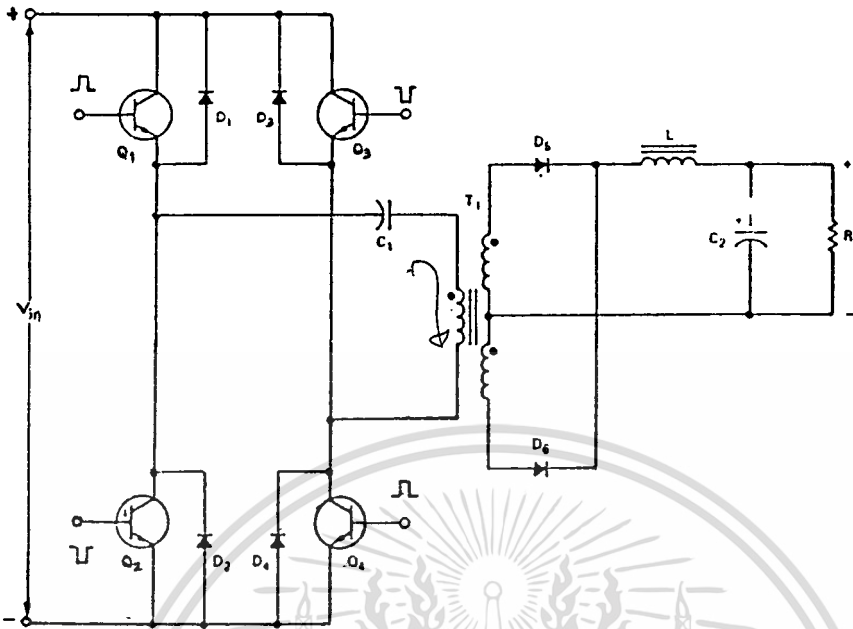 +
D1
D3
Q1
Q3
D5
L
+
T1
C1
+
C2
R
Vin
−
D6
Q2
D2
D4
Q4
−